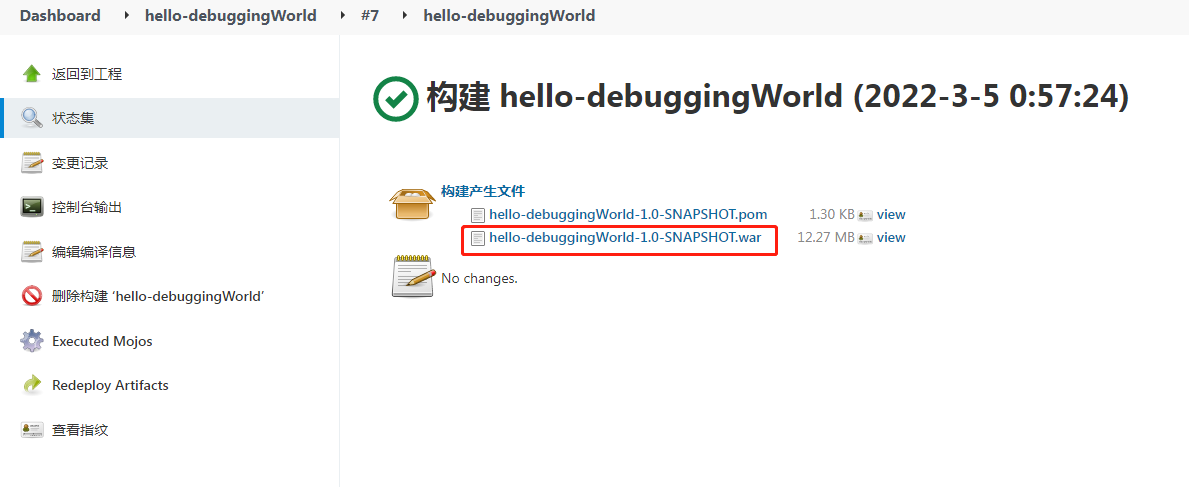 Dashboard hello-debuggingWorld #7 hello-debuggingWorld
返回到工程
状态集
变更记录
控制台输出
编辑编译信息
删除构建 ‘hello-debuggingWorld’
Executed Mojos
Redeploy Artifacts
查看指纹
构建 hello-debuggingWorld (2022-3-5 0:57:24)
构建产生文件
hello-debuggingWorld-1.0-SNAPSHOT.pom 1.30 KB view
hello-debuggingWorld-1.0-SNAPSHOT.war 12.27 MB view
No changes.